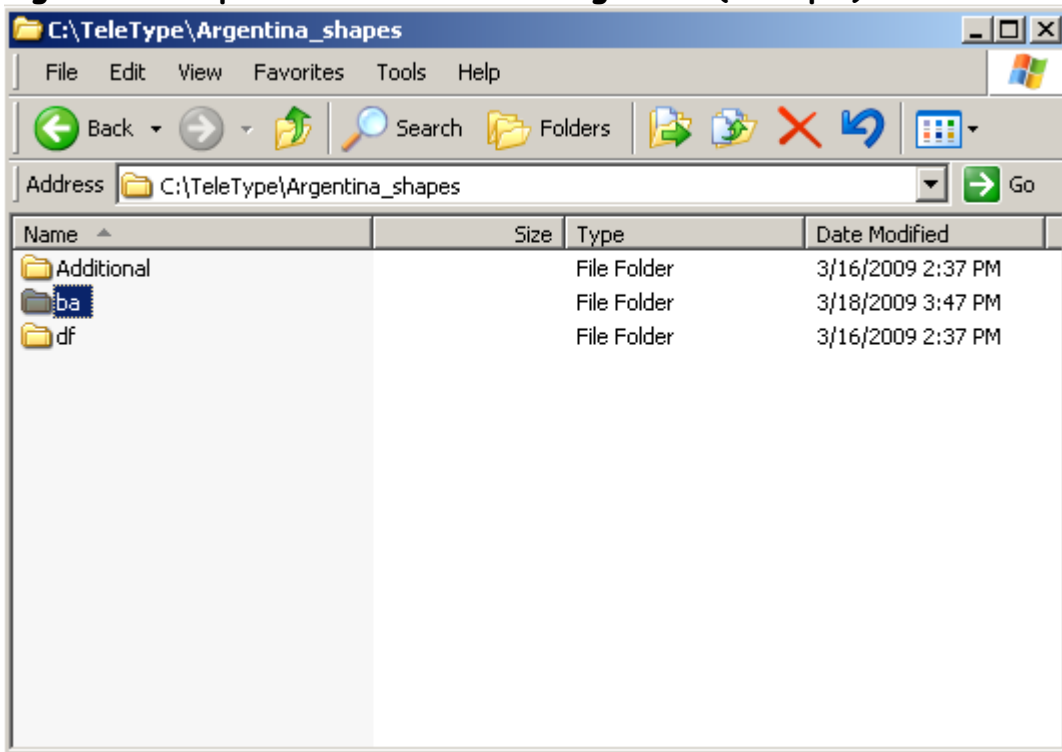 C:\TeleType\Argentina_shapes
File Edit View Favorites Tools Help
Back Search Folders
Address C:\TeleType\Argentina_shapes Go
Name Size Type Date Modified
Additional File Folder 3/16/2009 2:37 PM
ba File Folder 3/18/2009 3:47 PM
df File Folder 3/16/2009 2:37 PM